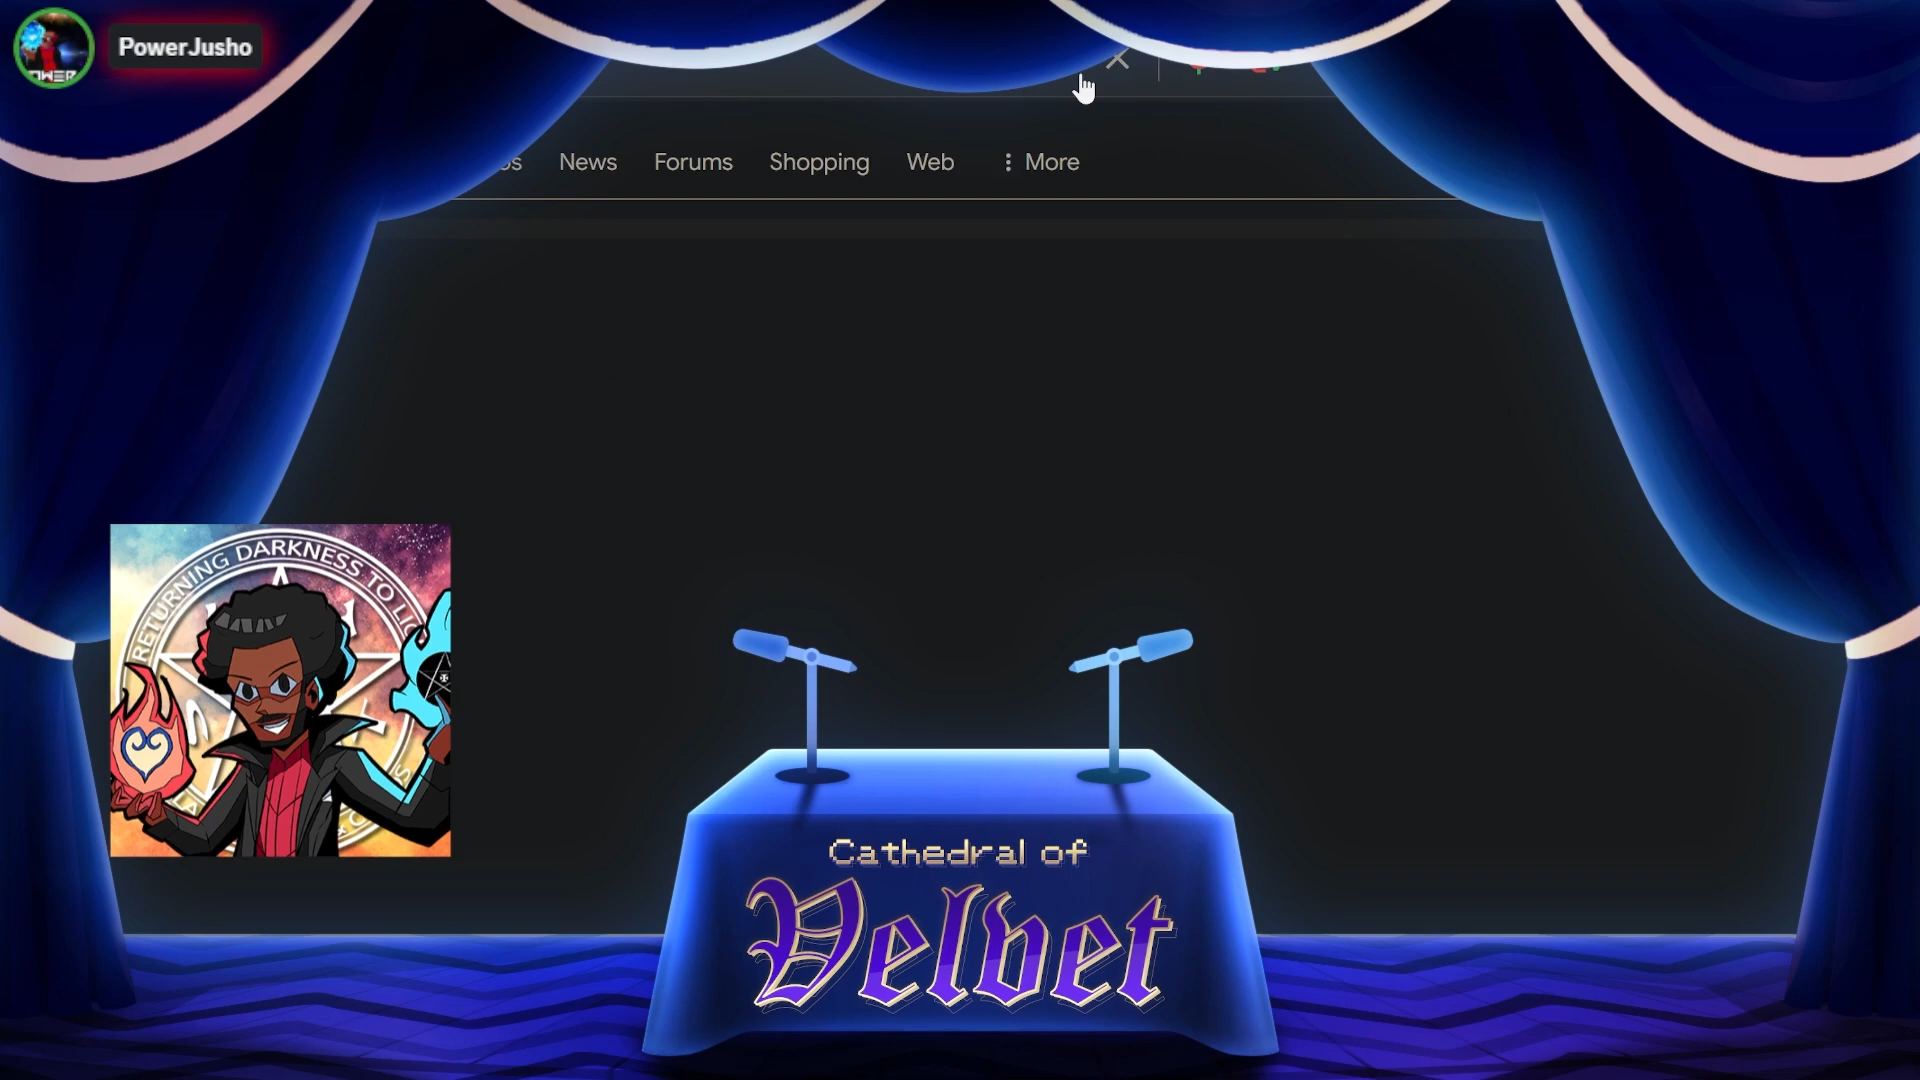 PowerJusho
News Forums Shopping Web More
RETURNING DARKNESS TO
Cathedral of
Velvet